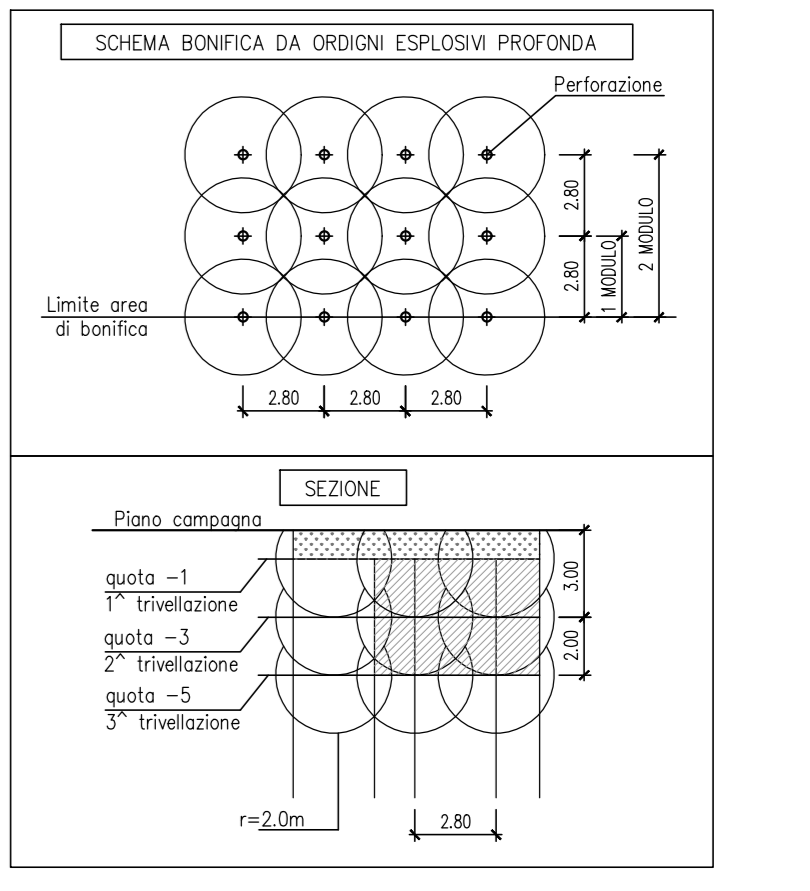 SCHEMA BONIFICA DA ORDIGNI ESPLOSIVI PROFONDA
Perforazione
2.80
2.80
1 MODULO
2 MODULO
Limite area
di bonifica
2.80
2.80
2.80
SEZIONE
Piano campagna
quota -1
1^ trivellazione
quota -3
2^ trivellazione
quota -5
3^ trivellazione
3.00
2.00
r=2.0m
2.80